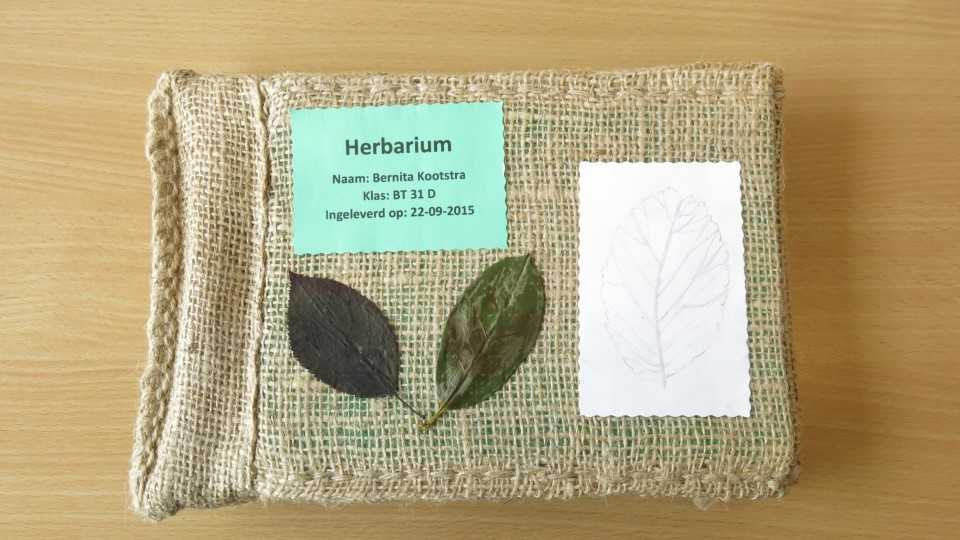 Herbarium
Naam: Bernita Kootstra
Klas: BT 31 D
Ingeleverd op: 22-09-2015